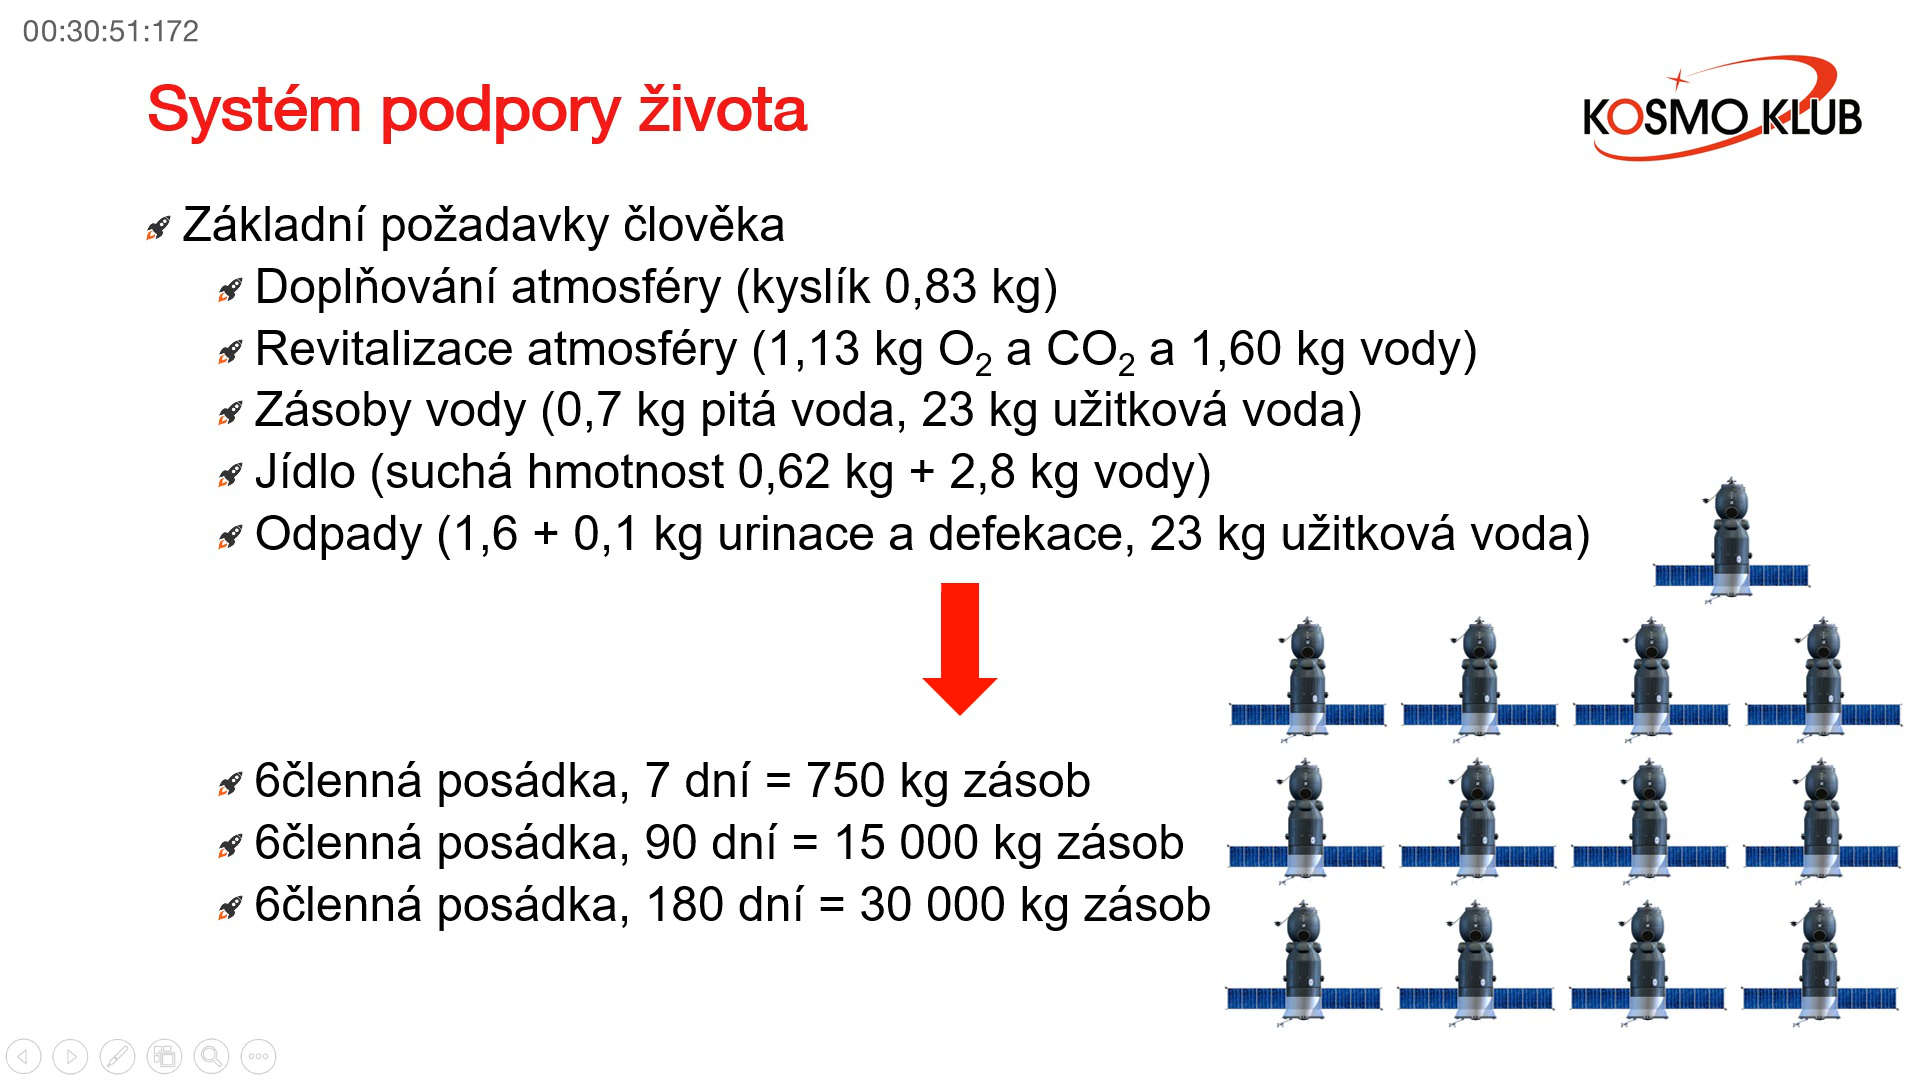 00:30:51:172
Systém podpory života
KOSMO KLUB
Základní požadavky člověka
Doplňování atmosféry (kyslík 0,83 kg)
Revitalizace atmosféry (1,13 kg O₂ a CO₂ a 1,60 kg vody)
Zásoby vody (0,7 kg pitá voda, 23 kg užitková voda)
Jídlo (suchá hmotnost 0,62 kg + 2,8 kg vody)
Odpady (1,6 + 0,1 kg urinace a defekace, 23 kg užitková voda)
6členná posádka, 7 dní = 750 kg zásob
6členná posádka, 90 dní = 15 000 kg zásob
6členná posádka, 180 dní = 30 000 kg zásob